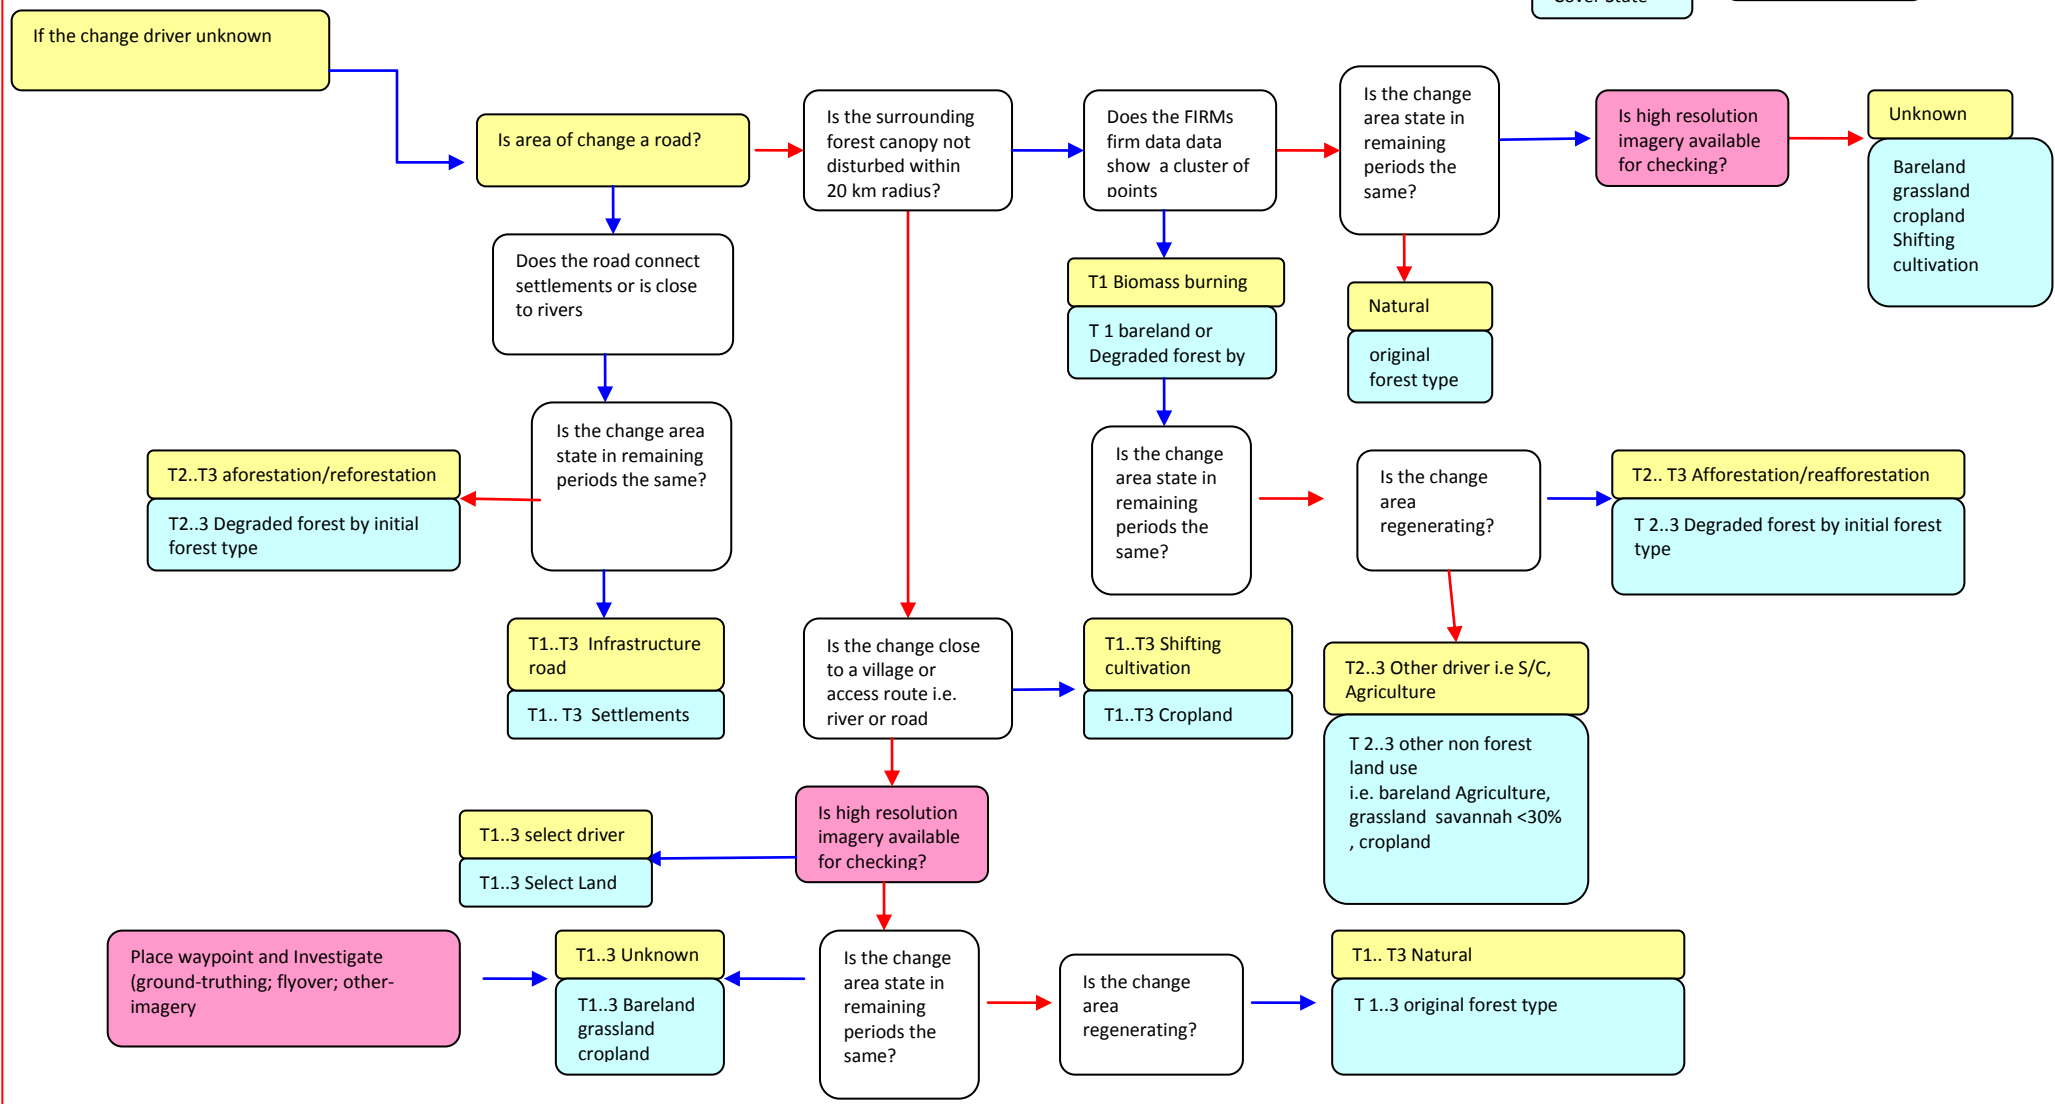 Cover State
If the change driver unknown
Is area of change a road?
Is the surrounding
forest canopy not
disturbed within
20 km radius?
Does the FIRMs
firm data data
show a cluster of
points
Is the change
area state in
remaining
periods the
same?
Is high resolution
imagery available
for checking?
Unknown
Bareland
grassland
cropland
Shifting
cultivation
Does the road connect
settlements or is close
to rivers
T1 Biomass burning
T 1 bareland or
Degraded forest by
Natural
original
forest type
Is the change area
state in remaining
periods the same?
T2..T3 aforestation/reforestation
T2..3 Degraded forest by initial
forest type
Is the change
area state in
remaining
periods the
same?
Is the change
area
regenerating?
T2.. T3 Afforestation/reafforestation
T 2..3 Degraded forest by initial forest
type
T1..T3 Infrastructure
road
T1.. T3 Settlements
Is the change close
to a village or
access route i.e.
river or road
T1..T3 Shifting
cultivation
T1..T3 Cropland
T2..3 Other driver i.e S/C,
Agriculture
T 2..3 other non forest
land use
i.e. bareland Agriculture,
grassland savannah <30%
, cropland
Is high resolution
imagery available
for checking?
T1..3 select driver
T1..3 Select Land
Place waypoint and Investigate
(ground-truthing; flyover; other-
imagery
T1..3 Unknown
T1..3 Bareland
grassland
cropland
Is the change
area state in
remaining
periods the
same?
Is the change
area
regenerating?
T1.. T3 Natural
T 1..3 original forest type